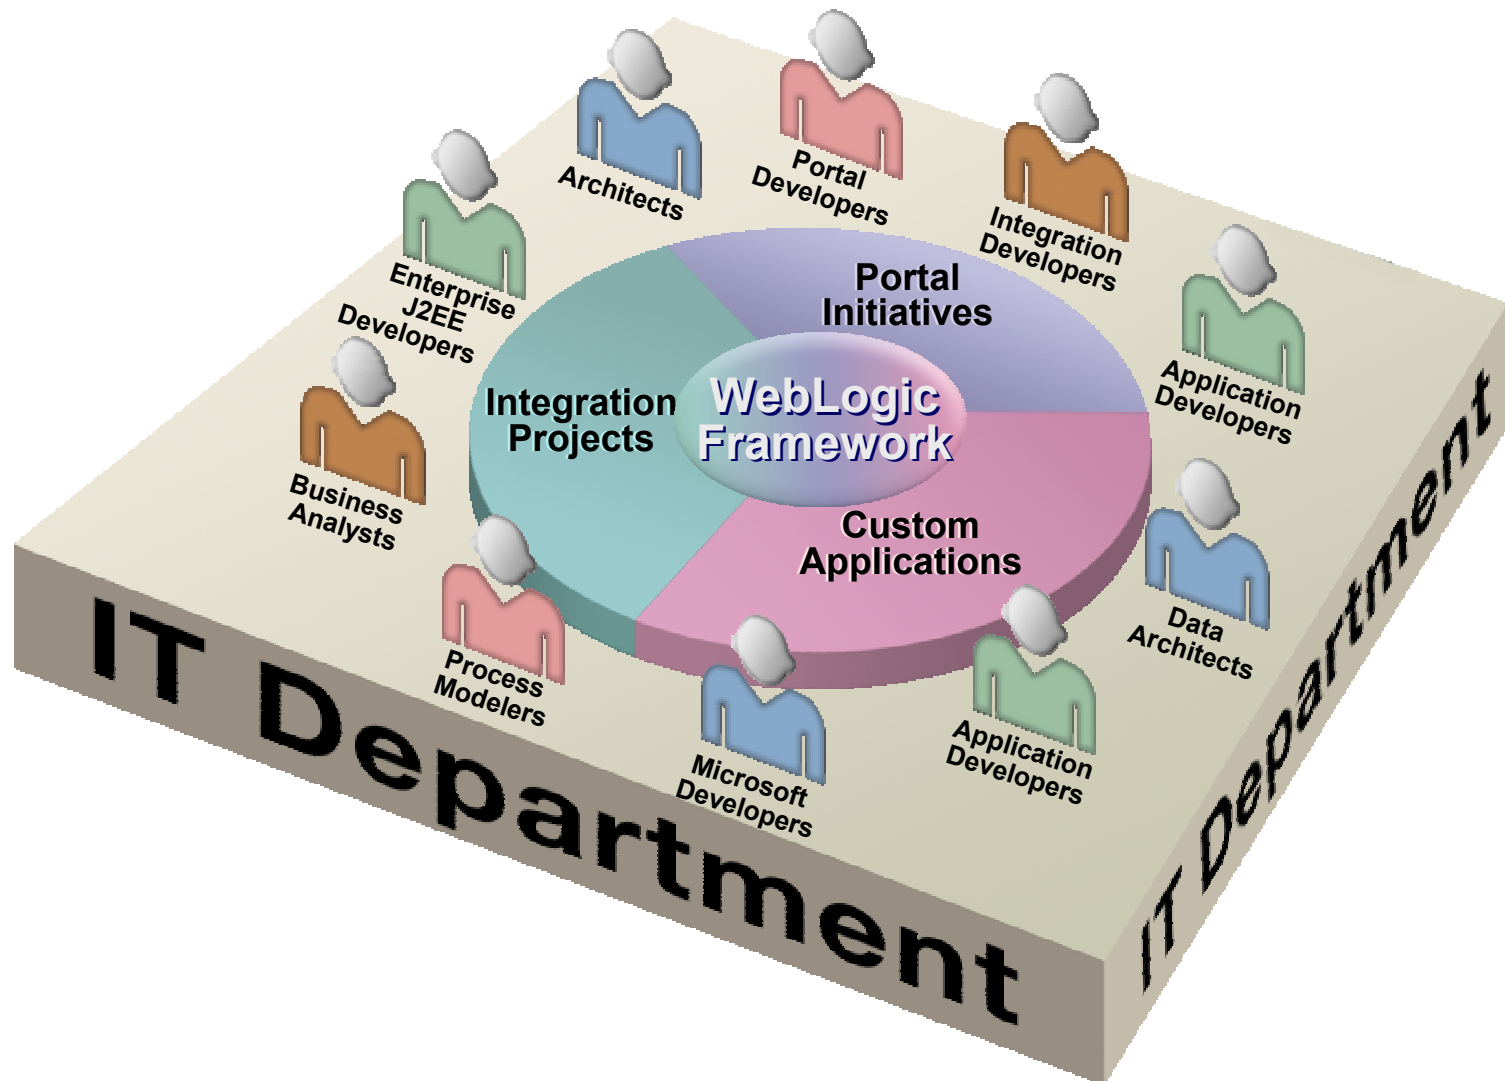 Architects
Portal
Developers
Integration
Developers
Enterprise
J2EE
Developers
Application
Developers
Portal
Initiatives
Integration
Projects
WebLogic
Framework
Custom
Applications
Business
Analysts
Data
Architects
Process
Modelers
Microsoft
Developers
Application
Developers
IT Department
IT Department